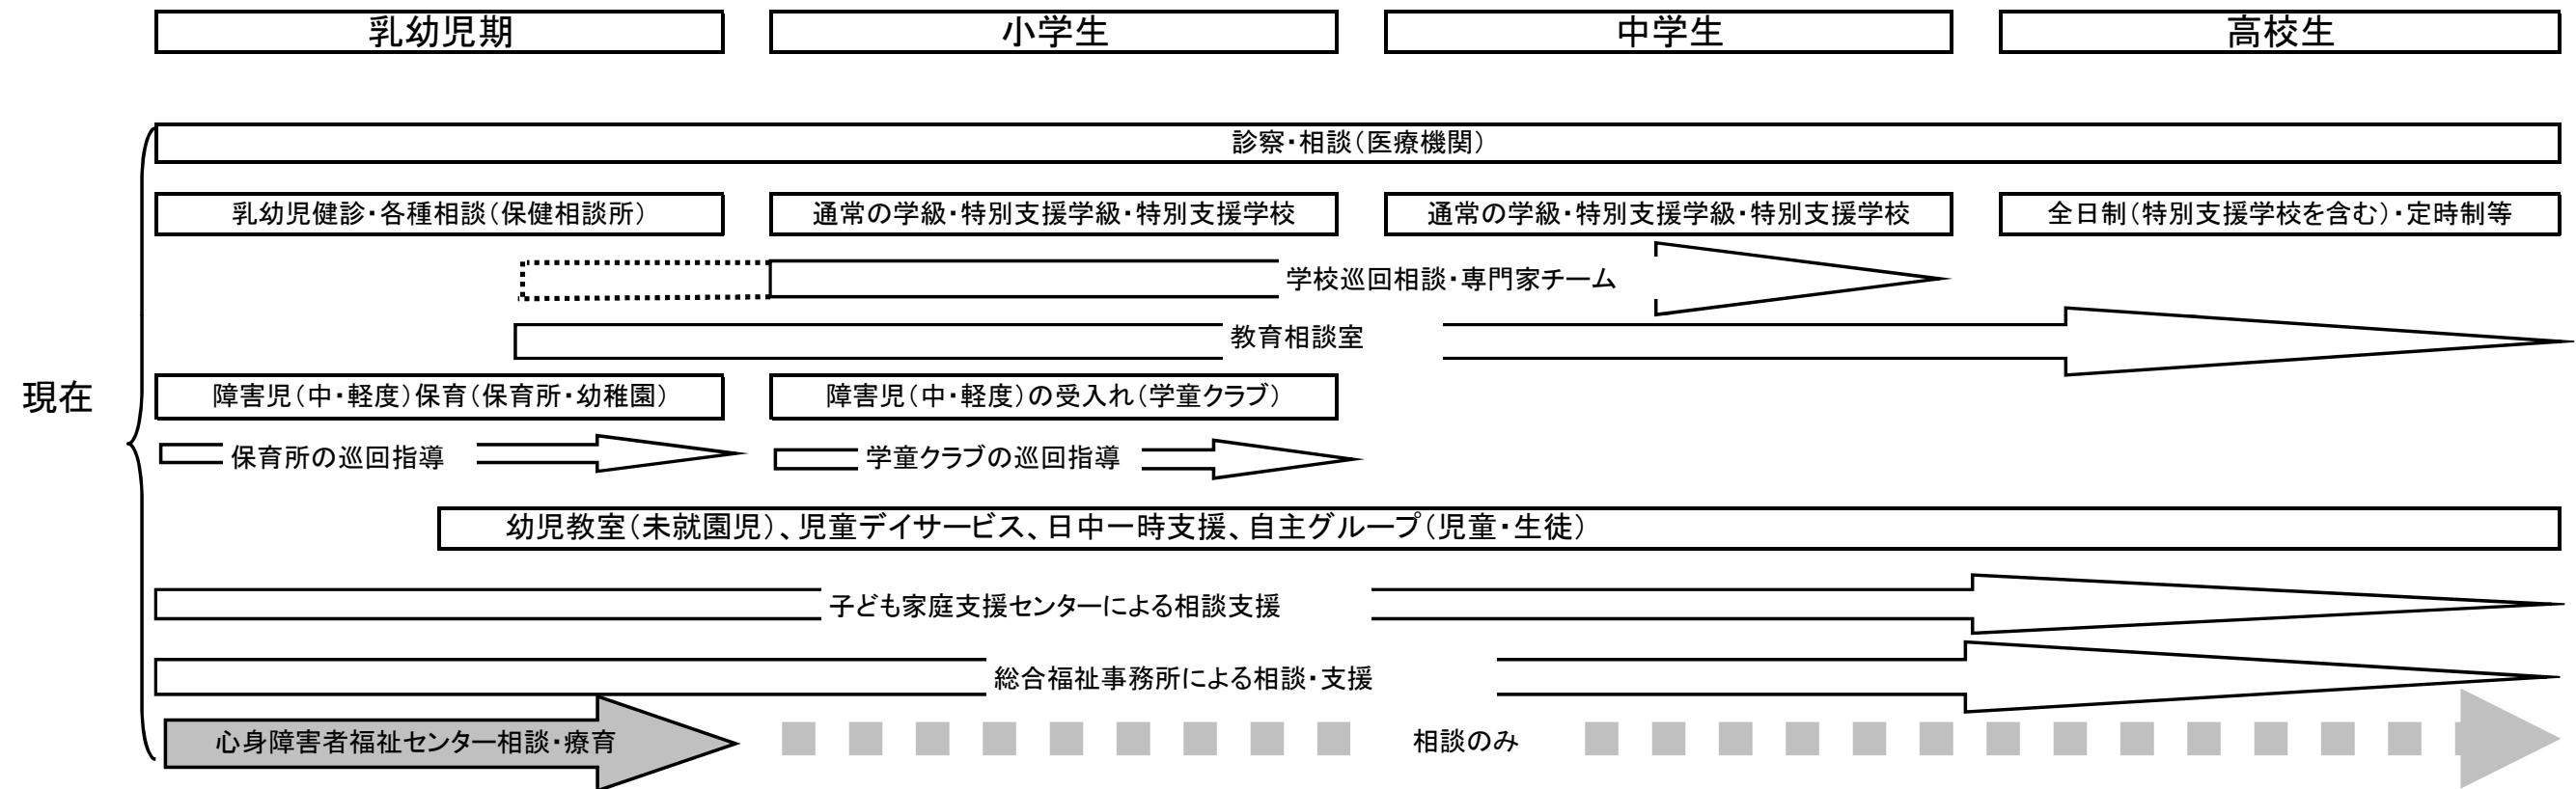 乳幼児期
小学生
中学生
高校生
診察・相談（医療機関）
乳幼児健診・各種相談（保健相談所）
通常の学級・特別支援学級・特別支援学校
通常の学級・特別支援学級・特別支援学校
全日制（特別支援学校を含む）・定時制等
学校巡回相談・専門家チーム
教育相談室
現在
障害児（中・軽度）保育（保育所・幼稚園）
障害児（中・軽度）の受入れ（学童クラブ）
保育所の巡回指導
学童クラブの巡回指導
幼児教室（未就園児）、児童デイサービス、日中一時支援、自主グループ（児童・生徒）
子ども家庭支援センターによる相談支援
総合福祉事務所による相談・支援
心身障害者福祉センター相談・療育
相談のみ